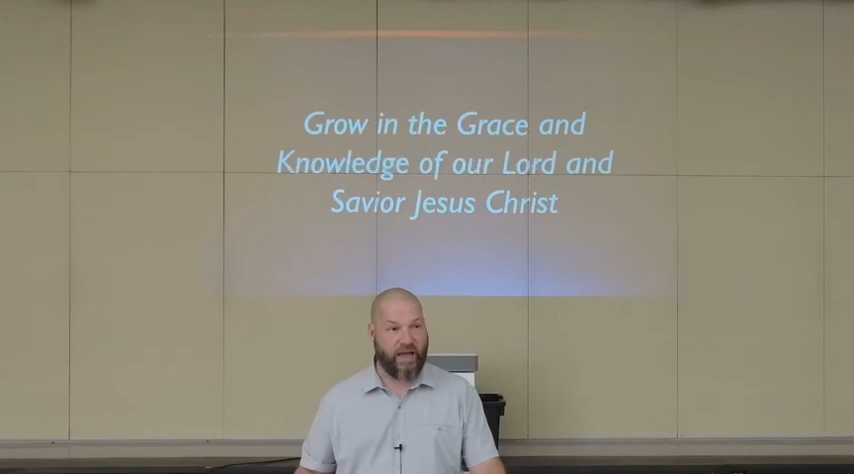 Grow in the Grace and
Knowledge of our Lord and
Savior Jesus Christ